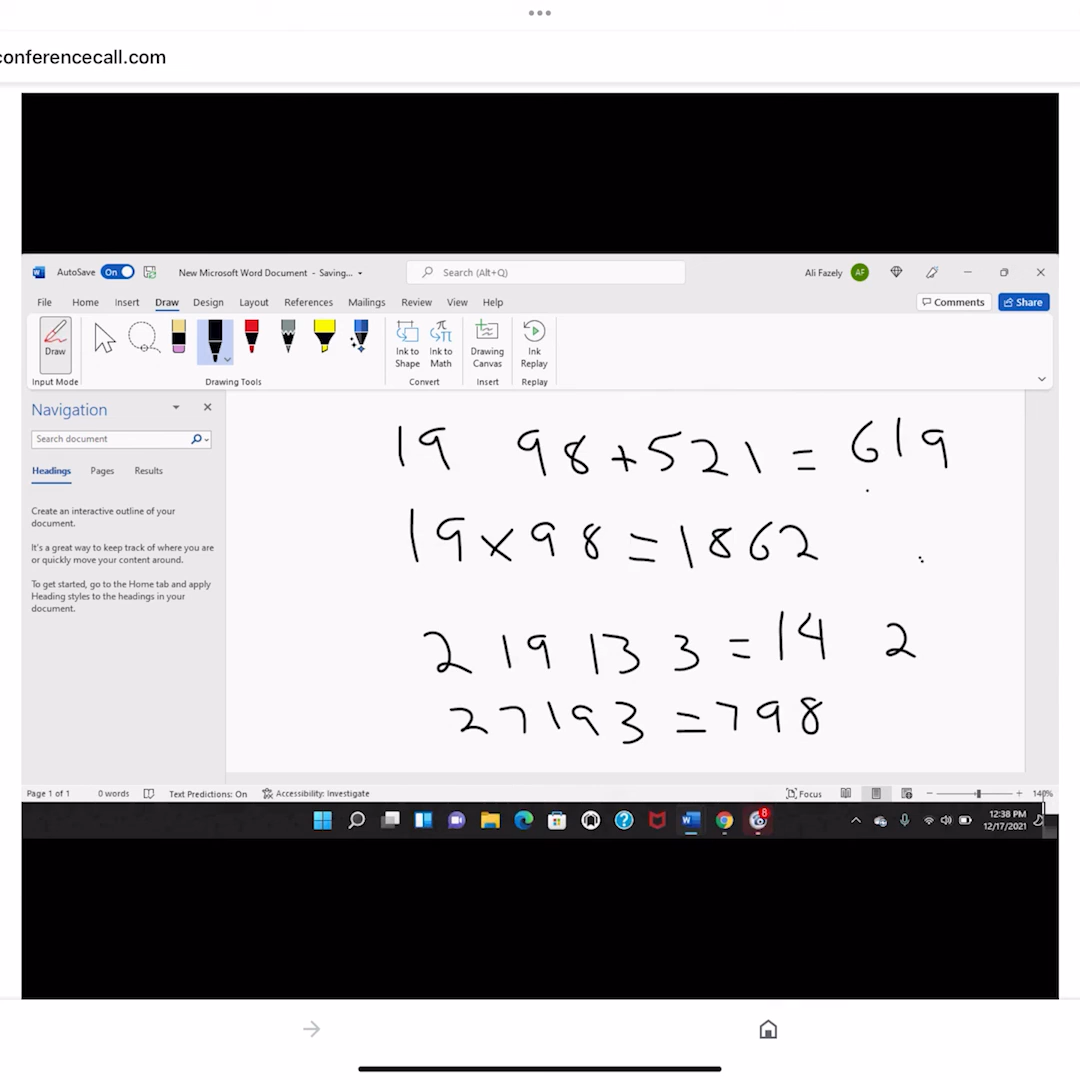 conferencecall.com
AutoSave On New Microsoft Word Document - Saving... Search (Alt+Q) Ali Fazely AF
File Home Insert Draw Design Layout References Mailings Review View Help Comments Share
Draw Ink to Shape Ink to Math Drawing Canvas Ink Replay
Input Mode Drawing Tools Convert Insert Replay
Navigation
Search document
Headings Pages Results
Create an interactive outline of your
document.
It's a great way to keep track of where you are
or quickly move your content around.
To get started, go to the Home tab and apply
Heading styles to the headings in your
document.
19 98+521=619
19×98=1862
2 19 13 3=14 2
27193=798
Page 1 of 1 0 words Text Predictions: On Accessibility: Investigate Focus 140%
8 12:38 PM
12/17/2021